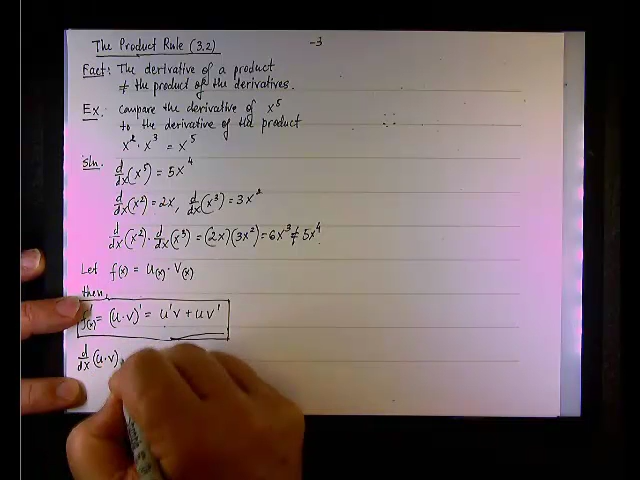 The Product Rule (3.2)
-3
Fact: The derivative of a product
≠ the product of the derivatives.
Ex: Compare the derivative of x⁵
to the derivative of the product
x² · x³ = x⁵
Sln. d/dx (x⁵) = 5x⁴
d/dx (x²) = 2x, d/dx (x³) = 3x²
d/dx (x²) · d/dx (x³) = (2x)(3x²) = 6x³ ≠ 5x⁴.
Let f(x) = u(x) · v(x)
then,
f'(x) = (u·v)' = u'v + uv'
d/dx (u·v)